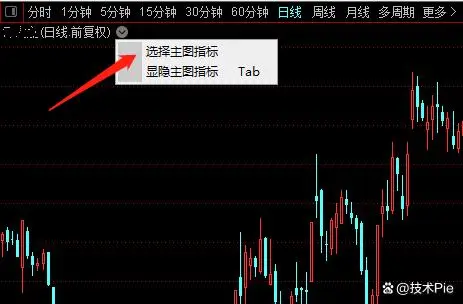 分时 1分钟 5分钟 15分钟 30分钟 60分钟 日线 周线 月线 多周期 更多 >
(日线.前复权)
选择主图指标
显隐主图指标 Tab
@技术Pie